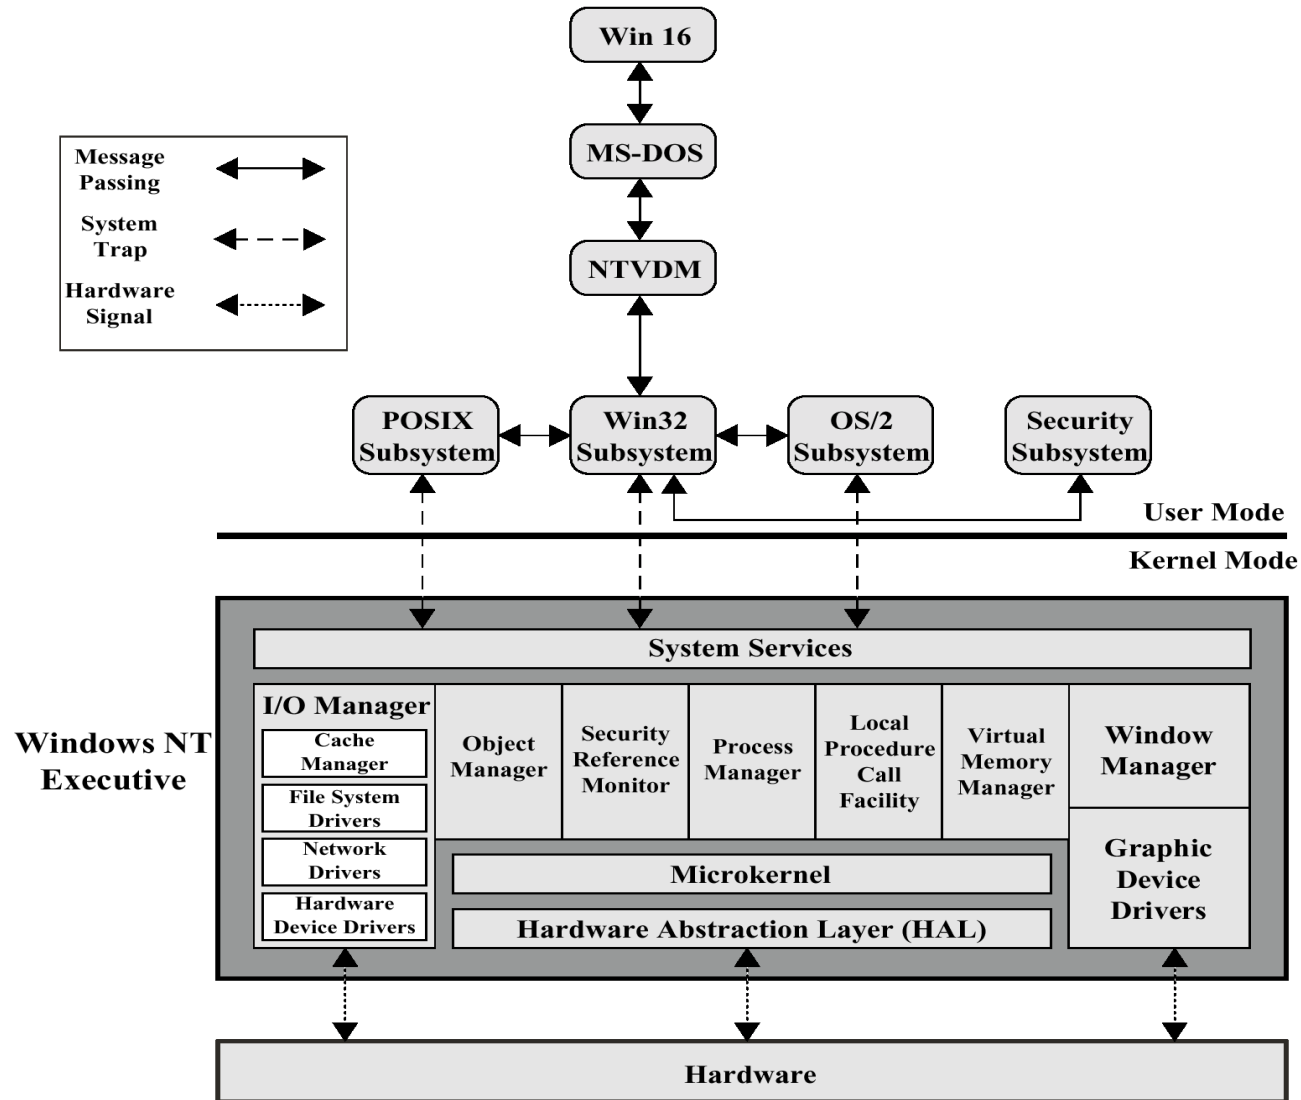 Win 16
MS-DOS
NTVDM
Message
Passing
System
Trap
Hardware
Signal
POSIX
Subsystem
Win32
Subsystem
OS/2
Subsystem
Security
Subsystem
User Mode
Kernel Mode
Windows NT
Executive
System Services
I/O Manager
Cache
Manager
File System
Drivers
Network
Drivers
Hardware
Device Drivers
Object
Manager
Security
Reference
Monitor
Process
Manager
Local
Procedure
Call
Facility
Virtual
Memory
Manager
Window
Manager
Graphic
Device
Drivers
Microkernel
Hardware Abstraction Layer (HAL)
Hardware